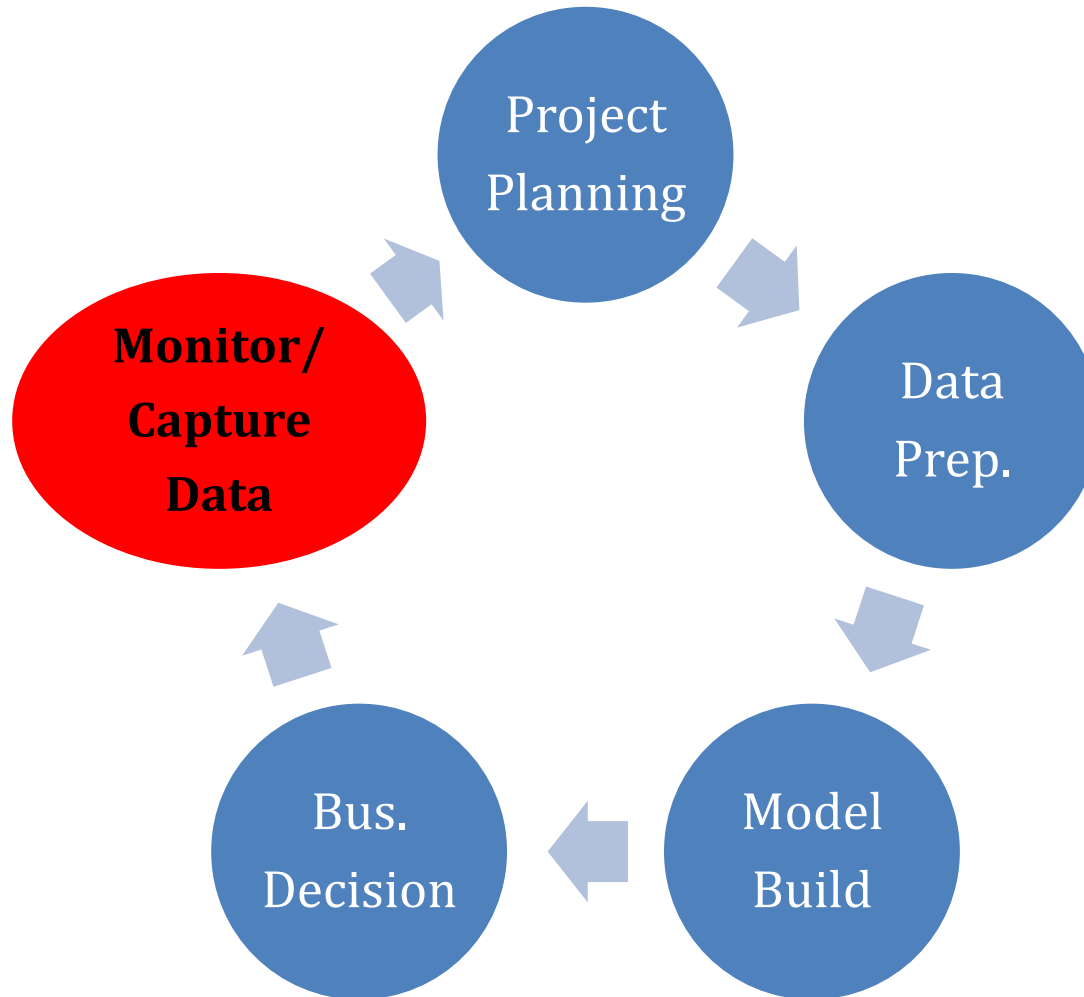 Project
Planning
Data
Prep.
Model
Build
Bus.
Decision
Monitor/
Capture
Data